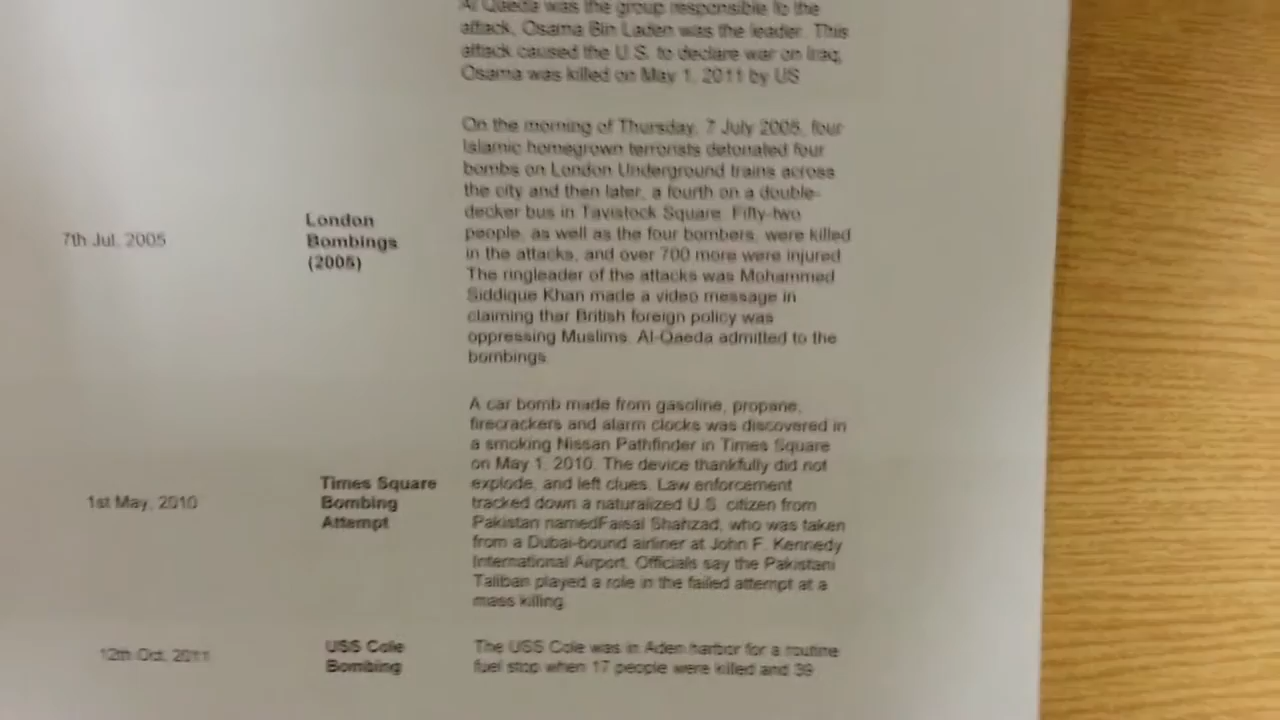 Al Qaeda was the group responsible fo the
attack, Osama Bin Laden was the leader. This
attack caused the U.S. to declare war on Iraq,
Osama was killed on May 1, 2011 by US
7th Jul, 2005
London
Bombings
(2005)
On the morning of Thursday, 7 July 2005, four
Islamic homegrown terrorists detonated four
bombs on London Underground trains across
the city and then later, a fourth on a double-
decker bus in Tavistock Square. Fifty-two
people, as well as the four bombers, were killed
in the attacks, and over 700 more were injured
The ringleader of the attacks was Mohammed
Siddique Khan made a video message in
claiming thar British foreign policy was
oppressing Muslims. Al-Qaeda admitted to the
bombings.
1st May, 2010
Times Square
Bombing
Attempt
A car bomb made from gasoline, propane,
firecrackers and alarm clocks was discovered in
a smoking Nissan Pathfinder in Times Square
on May 1, 2010. The device thankfully did not
explode, and left clues. Law enforcement
tracked down a naturalized U.S. citizen from
Pakistan namedFaisal Shahzad, who was taken
from a Dubai-bound airliner at John F. Kennedy
International Airport. Officials say the Pakistani
Taliban played a role in the failed attempt at a
mass killing.
12th Oct, 2011
USS Cole
Bombing
The USS Cole was in Aden harbor for a routine
fuel stop when 17 people were killed and 39